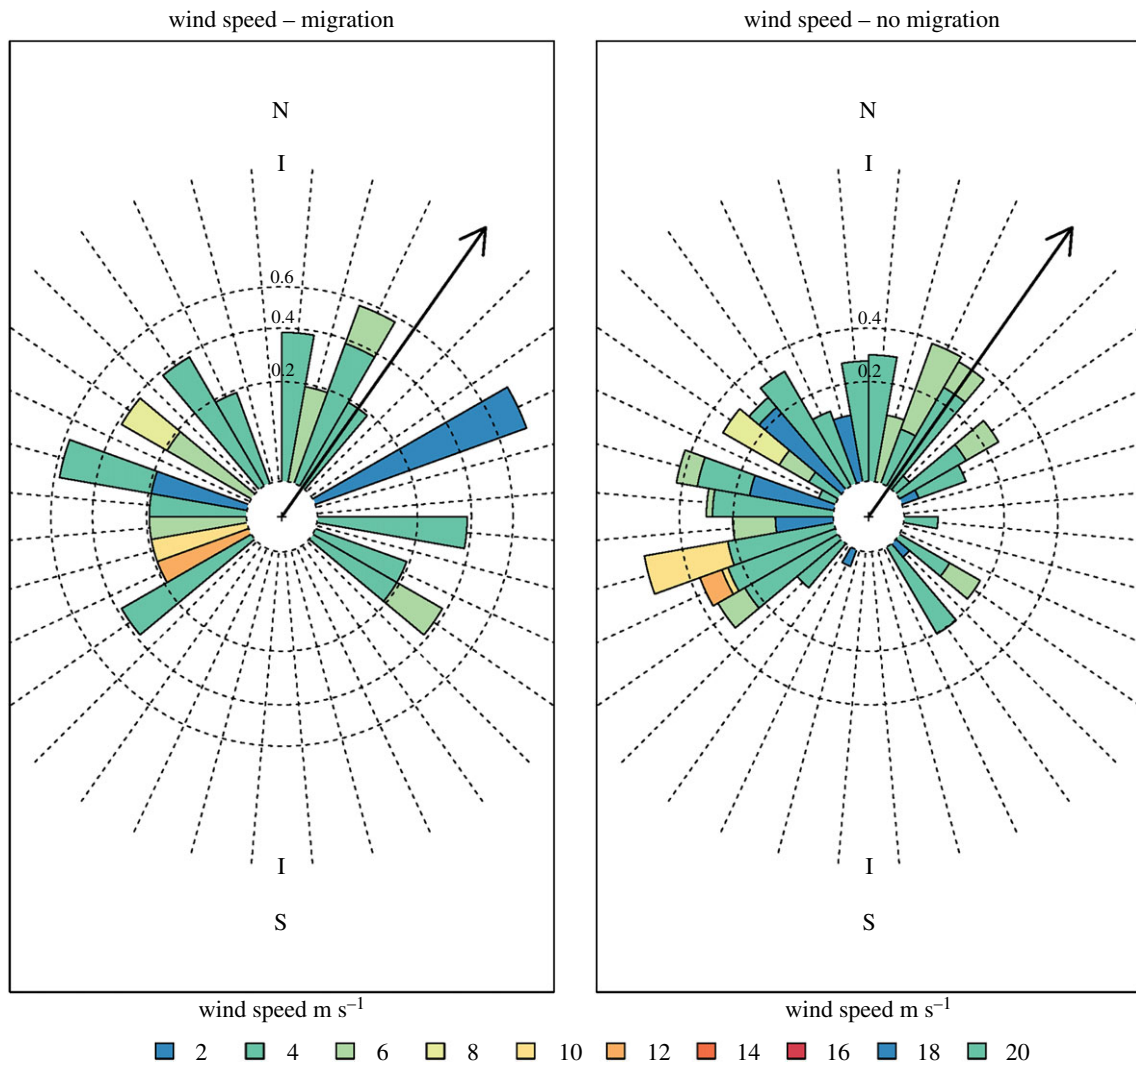 wind speed – migration
wind speed – no migration
N
N
I
I
0.6
0.4
0.4
0.2
0.2
I
I
S
S
wind speed m s⁻¹
wind speed m s⁻¹
2 4 6 8 10 12 14 16 18 20